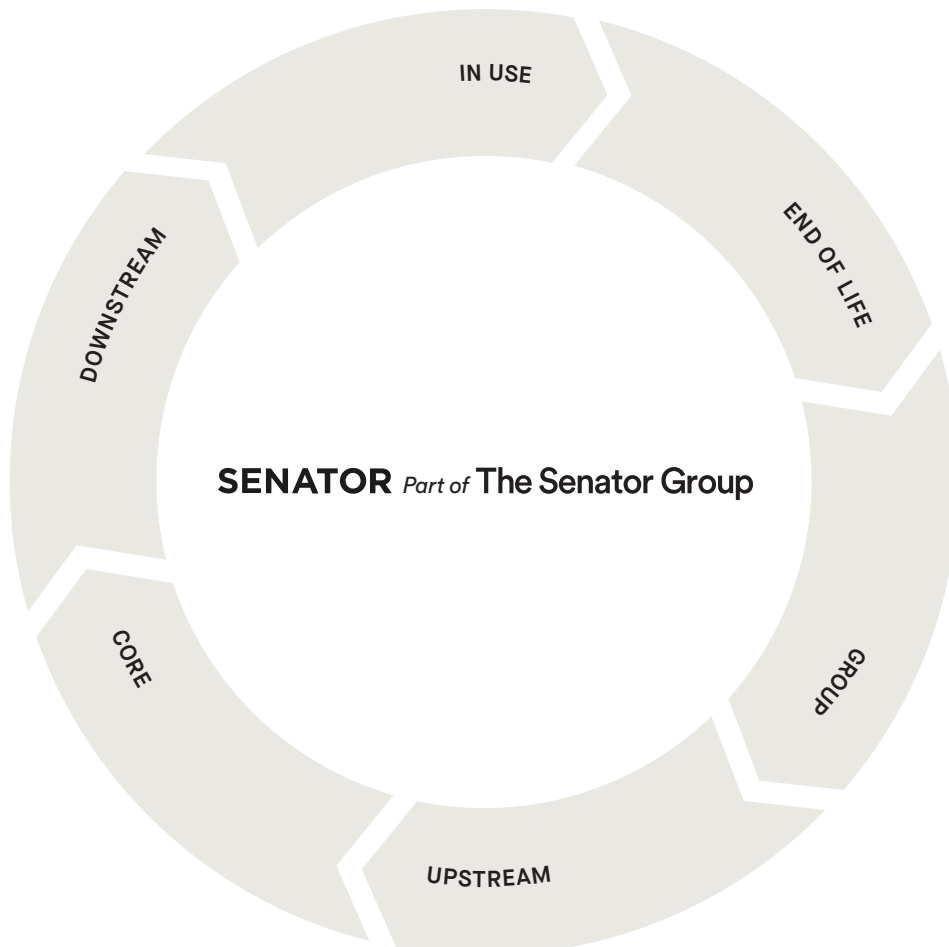 IN USE
END OF LIFE
GROUP
UPSTREAM
CORE
DOWNSTREAM
SENATOR Part of The Senator Group